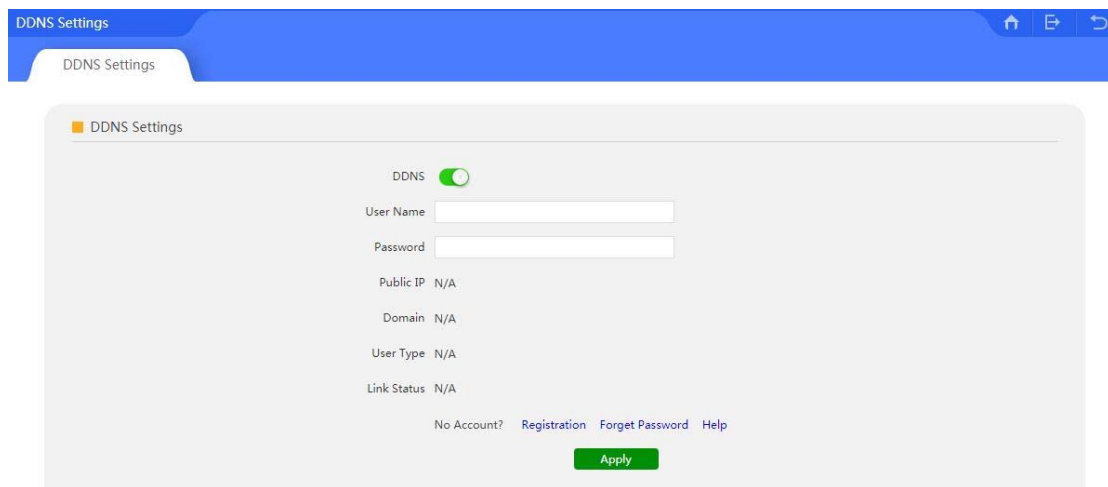 DDNS Settings
DDNS Settings
DDNS Settings
DDNS
User Name
Password
Public IP N/A
Domain N/A
User Type N/A
Link Status N/A
No Account? Registration Forget Password Help
Apply